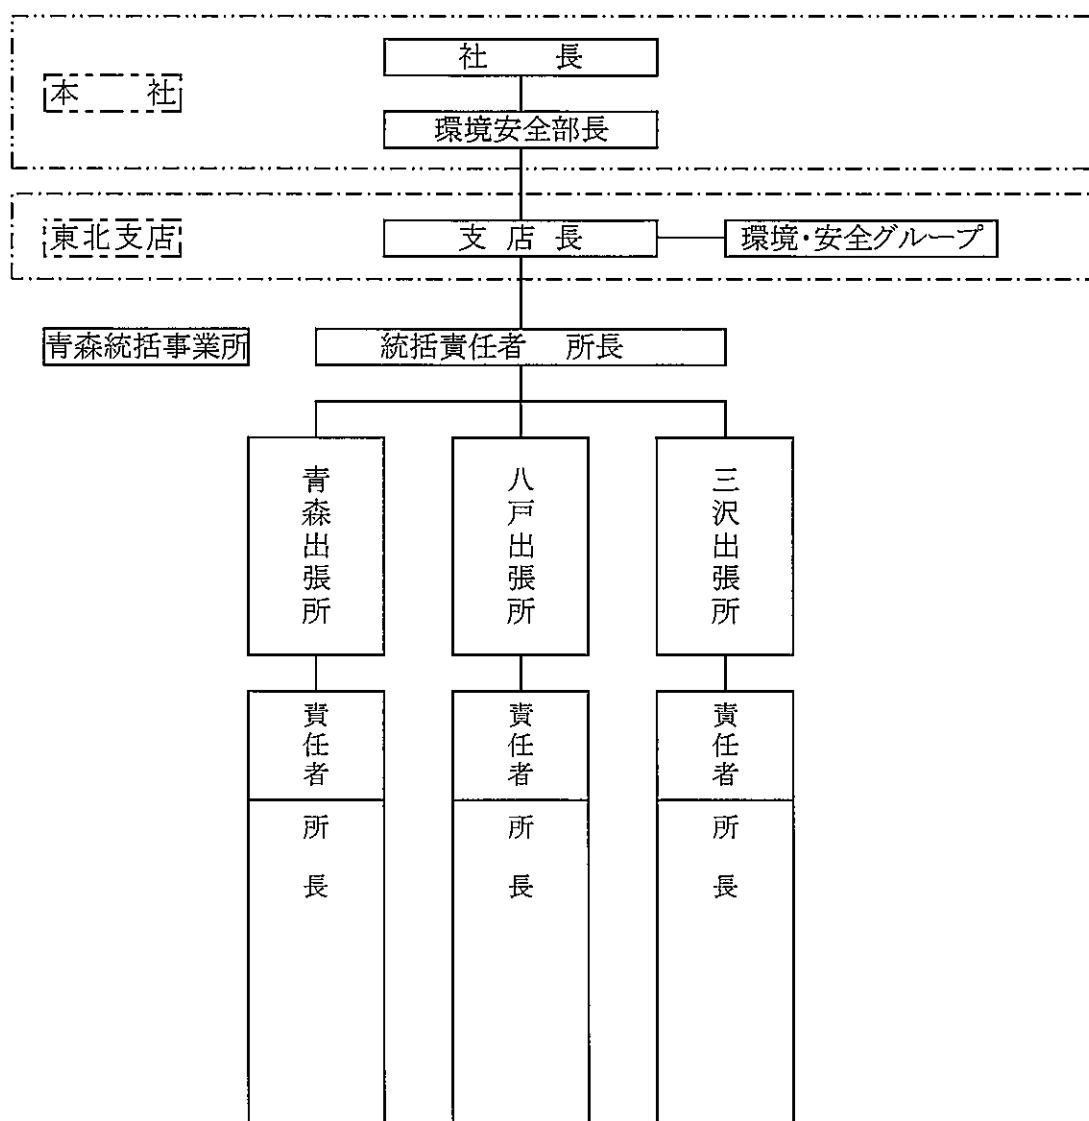 社　　長
本　　社
環境安全部長
東北支店
支 店 長
環境・安全グループ
青森統括事業所
統括責任者　所長
青森出張所
八戸出張所
三沢出張所
責任者
責任者
責任者
所　長
所　長
所　長